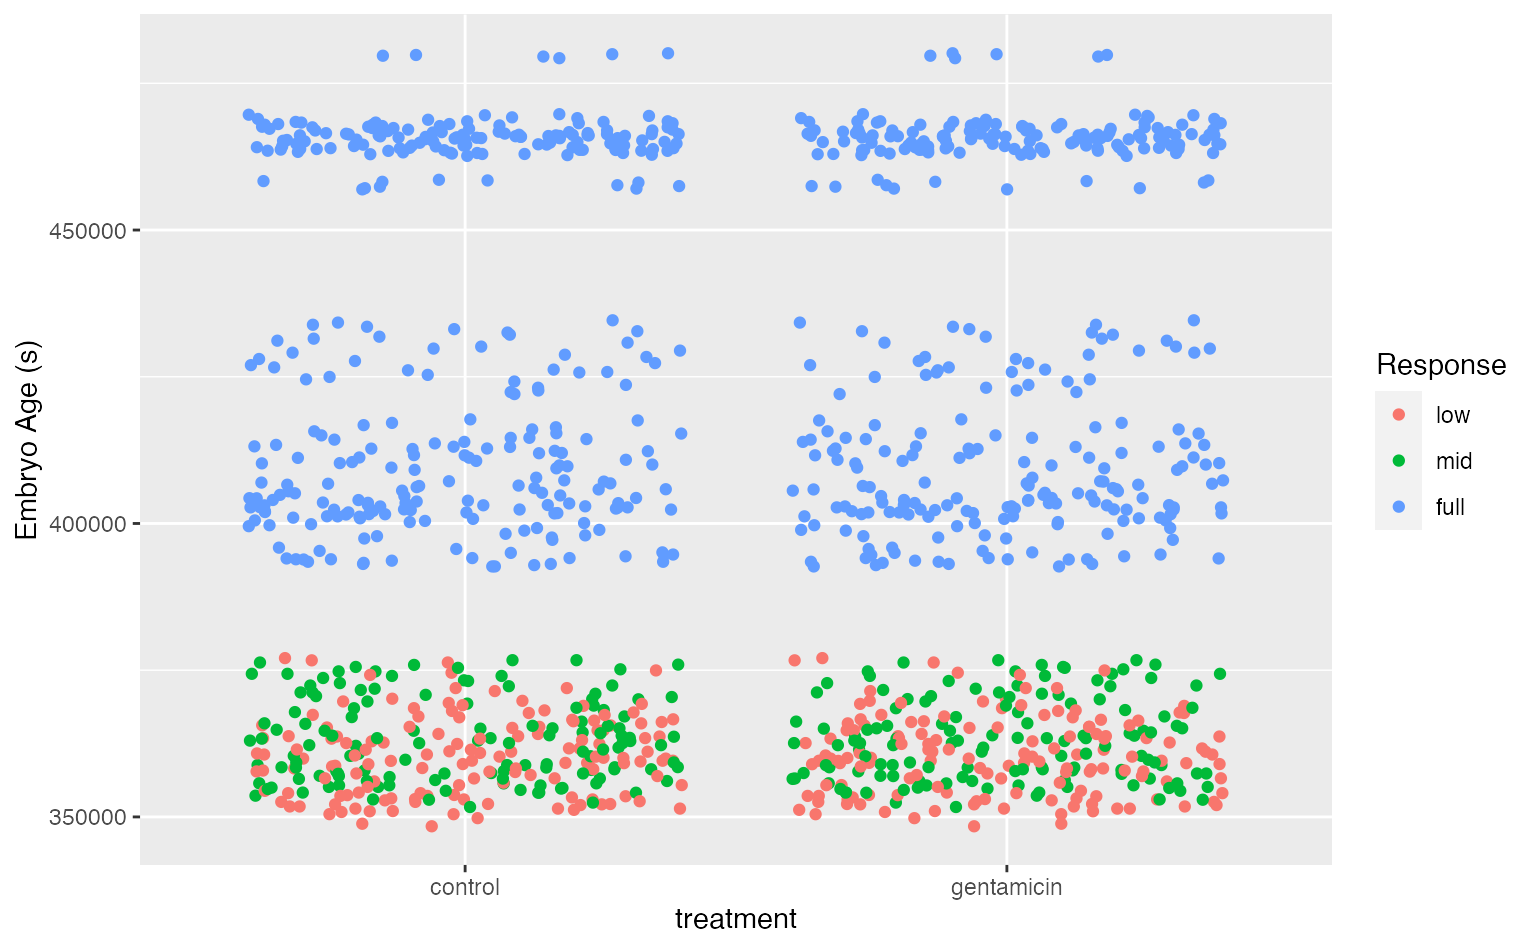 Embryo Age (s)
450000
400000
350000
control
gentamicin
treatment
Response
low
mid
full